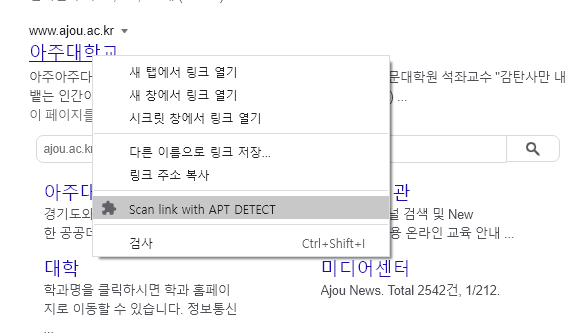 www.ajou.ac.kr
아주대학교
아주아주대
문대학원 석좌교수 "감탄사만 내
뱉는 인간이
) ...
이 페이지를
새 탭에서 링크 열기
새 창에서 링크 열기
시크릿 창에서 링크 열기
다른 이름으로 링크 저장...
링크 주소 복사
Scan link with APT DETECT
검사 Ctrl+Shift+I
ajou.ac.kr
아주대
관
경기도와
널 검색 및 New
한 공공데
용 온라인 교육 안내 ...
대학
미디어센터
학과명을 클릭하시면 학과 홈페이
Ajou News. Total 2542건, 1/212.
지로 이동할 수 있습니다. 정보통신
...